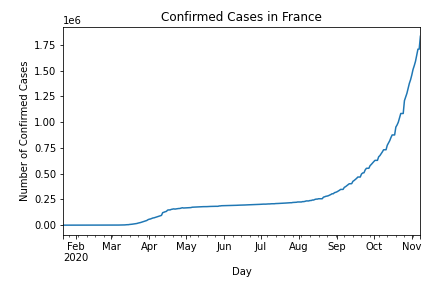 Confirmed Cases in France
1e6
1.75
1.50
1.25
1.00
0.75
0.50
0.25
0.00
Number of Confirmed Cases
Feb Mar Apr May Jun Jul Aug Sep Oct Nov
2020
Day